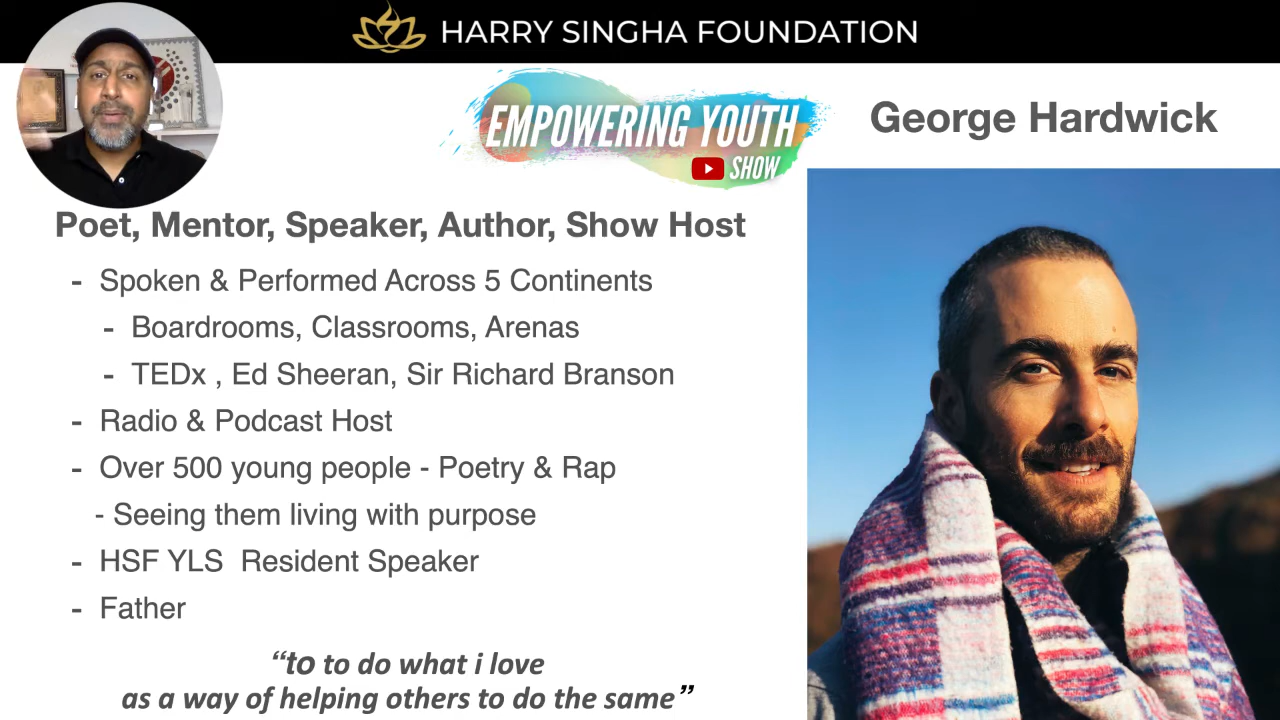 HARRY SINGHA FOUNDATION
EMPOWERING YOUTH
SHOW
George Hardwick
Poet, Mentor, Speaker, Author, Show Host
- Spoken & Performed Across 5 Continents
- Boardrooms, Classrooms, Arenas
- TEDx , Ed Sheeran, Sir Richard Branson
- Radio & Podcast Host
- Over 500 young people - Poetry & Rap
- Seeing them living with purpose
- HSF YLS  Resident Speaker
- Father
“to to do what i love
as a way of helping others to do the same”